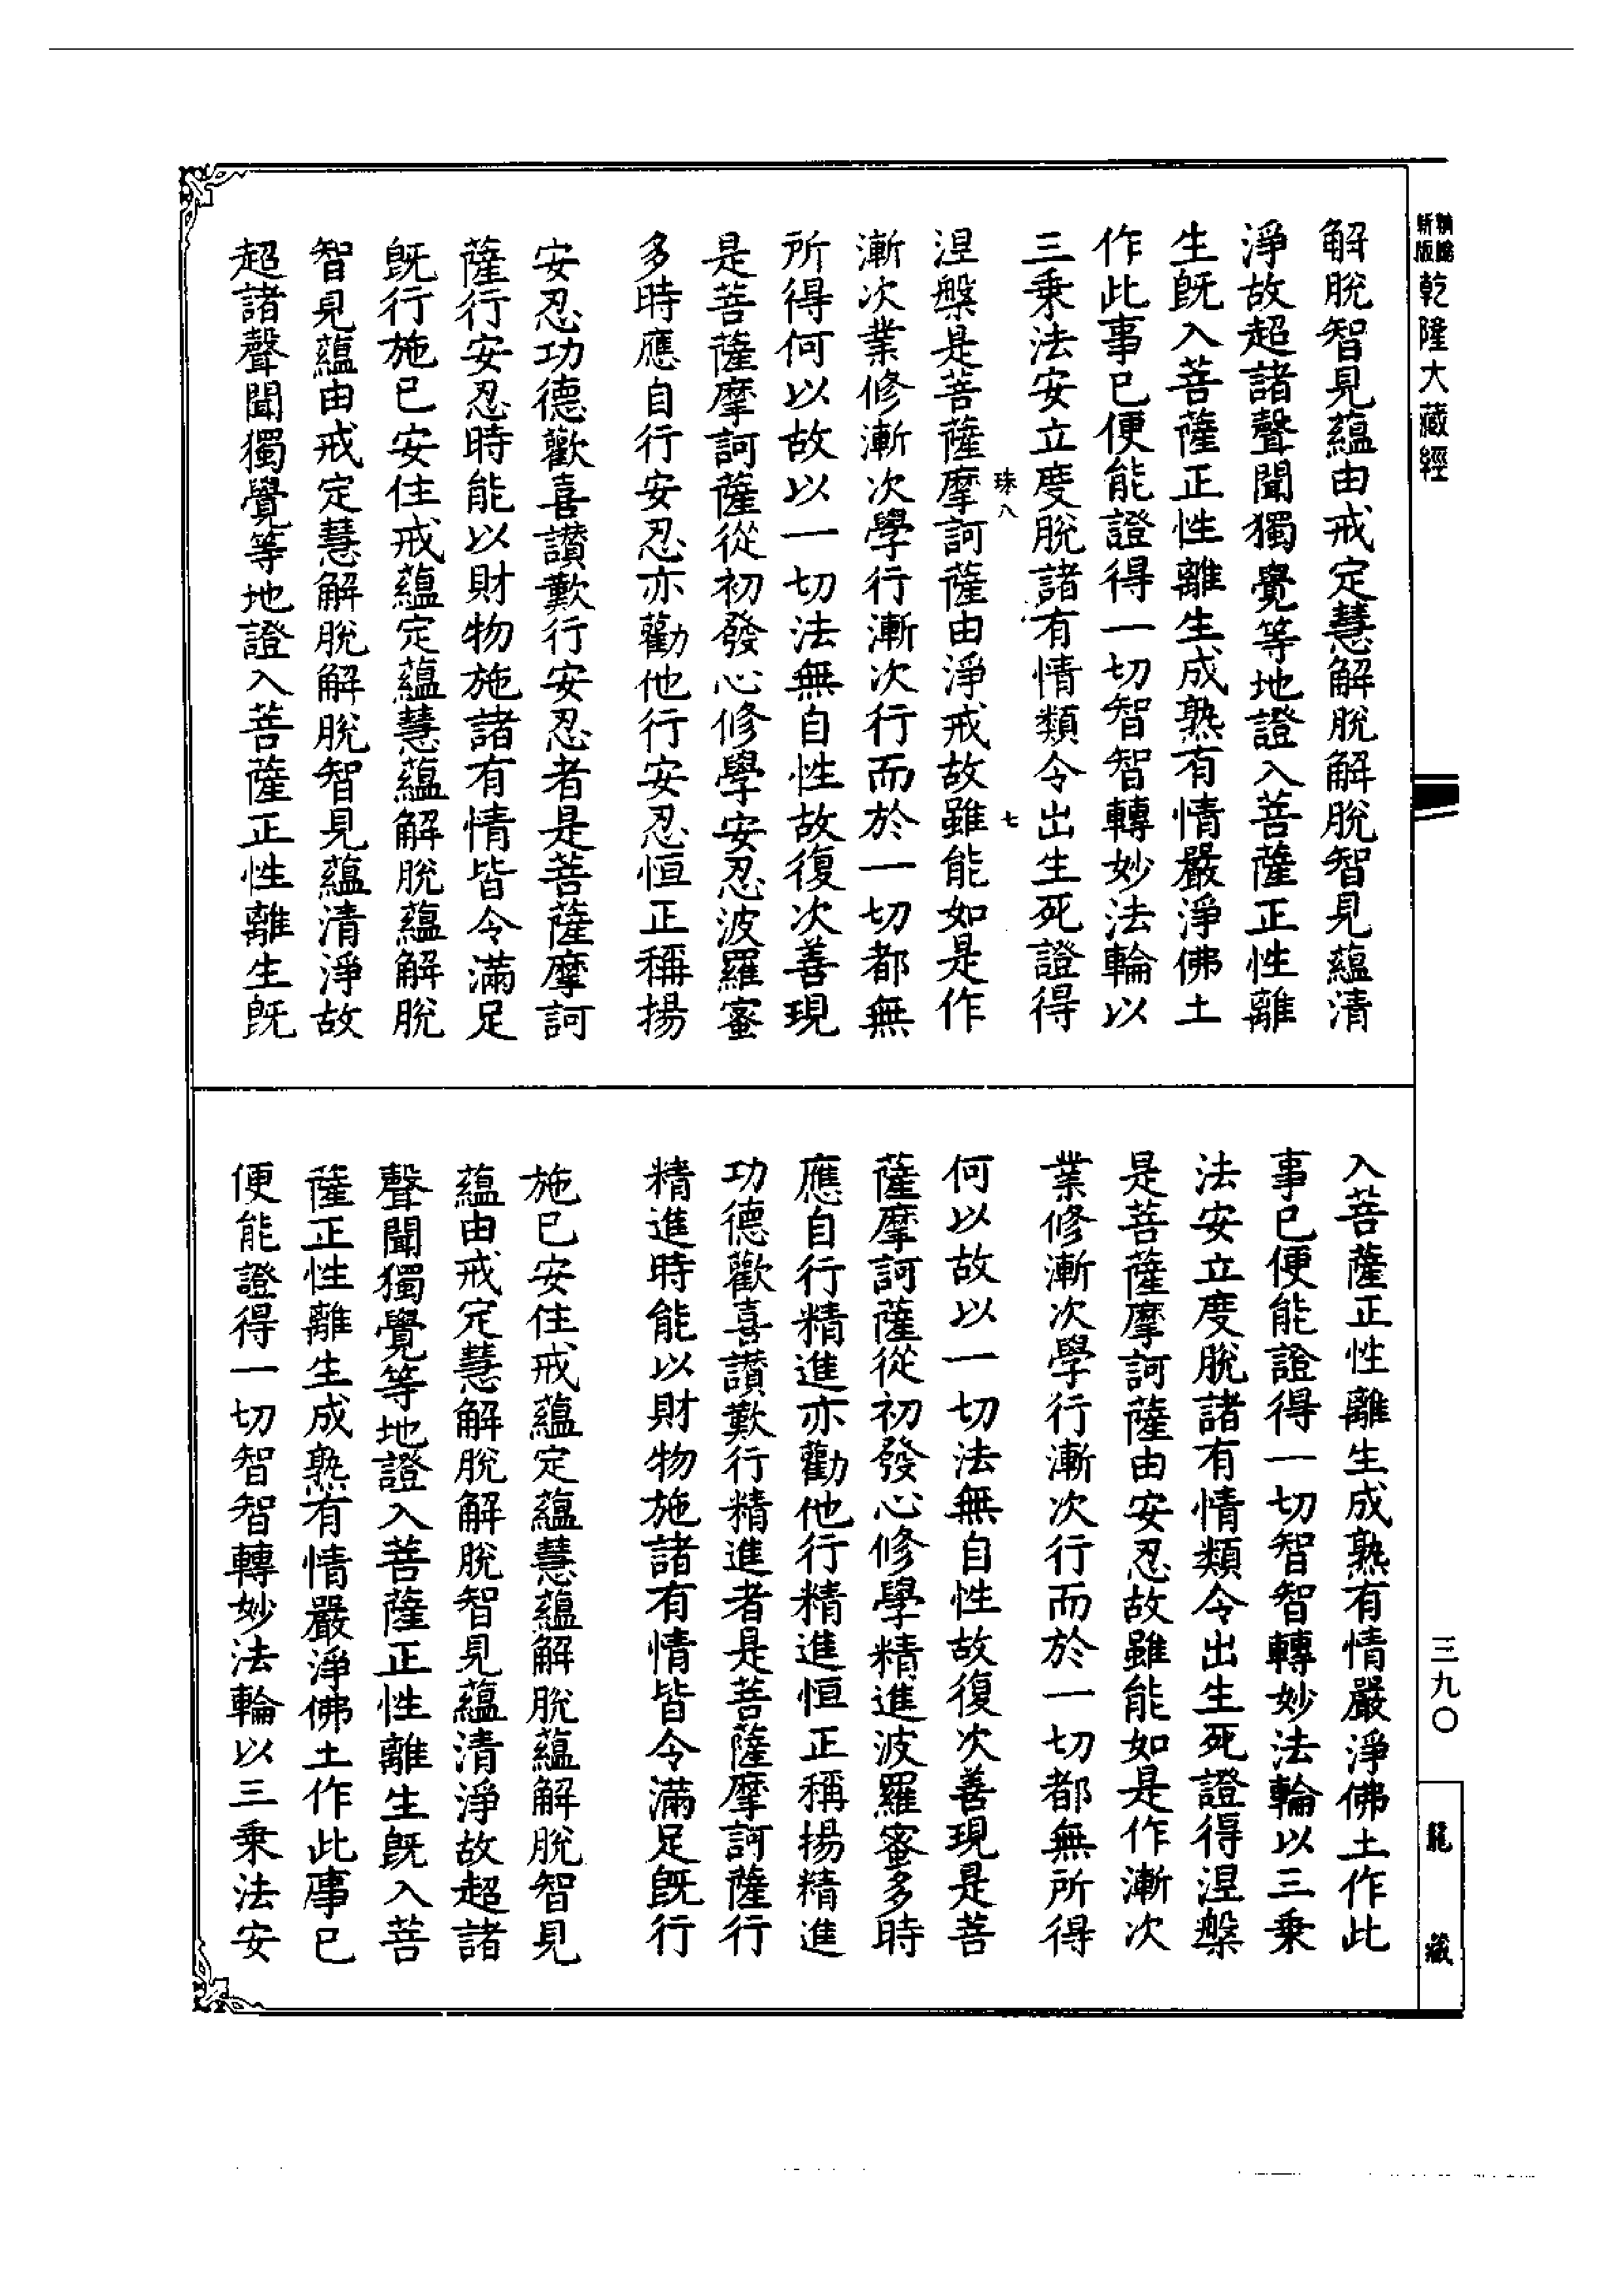 新版
精縮
乾隆大藏經
解脫智見蘊由戒定慧解脫解脫智見蘊清
淨故超諸聲聞獨覺等地證入菩薩正性離
生既入菩薩正性離生成熟有情嚴淨佛土
作此事已便能證得一切智智轉妙法輪以
三乘法安立度脫諸有情類令出生死證得
珠八
七
涅槃是菩薩摩訶薩由淨戒故雖能如是作
漸次業修漸次學行漸次行而於一切都無
所得何以故以一切法無自性故復次善現
是菩薩摩訶薩從初發心修學安忍波羅蜜
多時應自行安忍亦勸他行安忍恒正稱揚
安忍功德歡喜讚歎行安忍者是菩薩摩訶
薩行安忍時能以財物施諸有情皆令滿足
既行施已安住戒蘊定蘊慧蘊解脫蘊解脫
智見蘊由戒定慧解脫解脫智見蘊清淨故
超諸聲聞獨覺等地證入菩薩正性離生既
入菩薩正性離生成熟有情嚴淨佛土作此
事已便能證得一切智智轉妙法輪以三乘
法安立度脫諸有情類令出生死證得涅槃
是菩薩摩訶薩由安忍故雖能如是作漸次
業修漸次學行漸次行而於一切都無所得
何以故以一切法無自性故復次善現是菩
薩摩訶薩從初發心修學精進波羅蜜多時
應自行精進亦勸他行精進恒正稱揚精進
功德歡喜讚歎行精進者是菩薩摩訶薩行
精進時能以財物施諸有情皆令滿足既行
施已安住戒蘊定蘊慧蘊解脫蘊解脫智見
蘊由戒定慧解脫解脫智見蘊清淨故超諸
聲聞獨覺等地證入菩薩正性離生既入菩
薩正性離生成熟有情嚴淨佛土作此事已
便能證得一切智智轉妙法輪以三乘法安
三九〇
龍藏